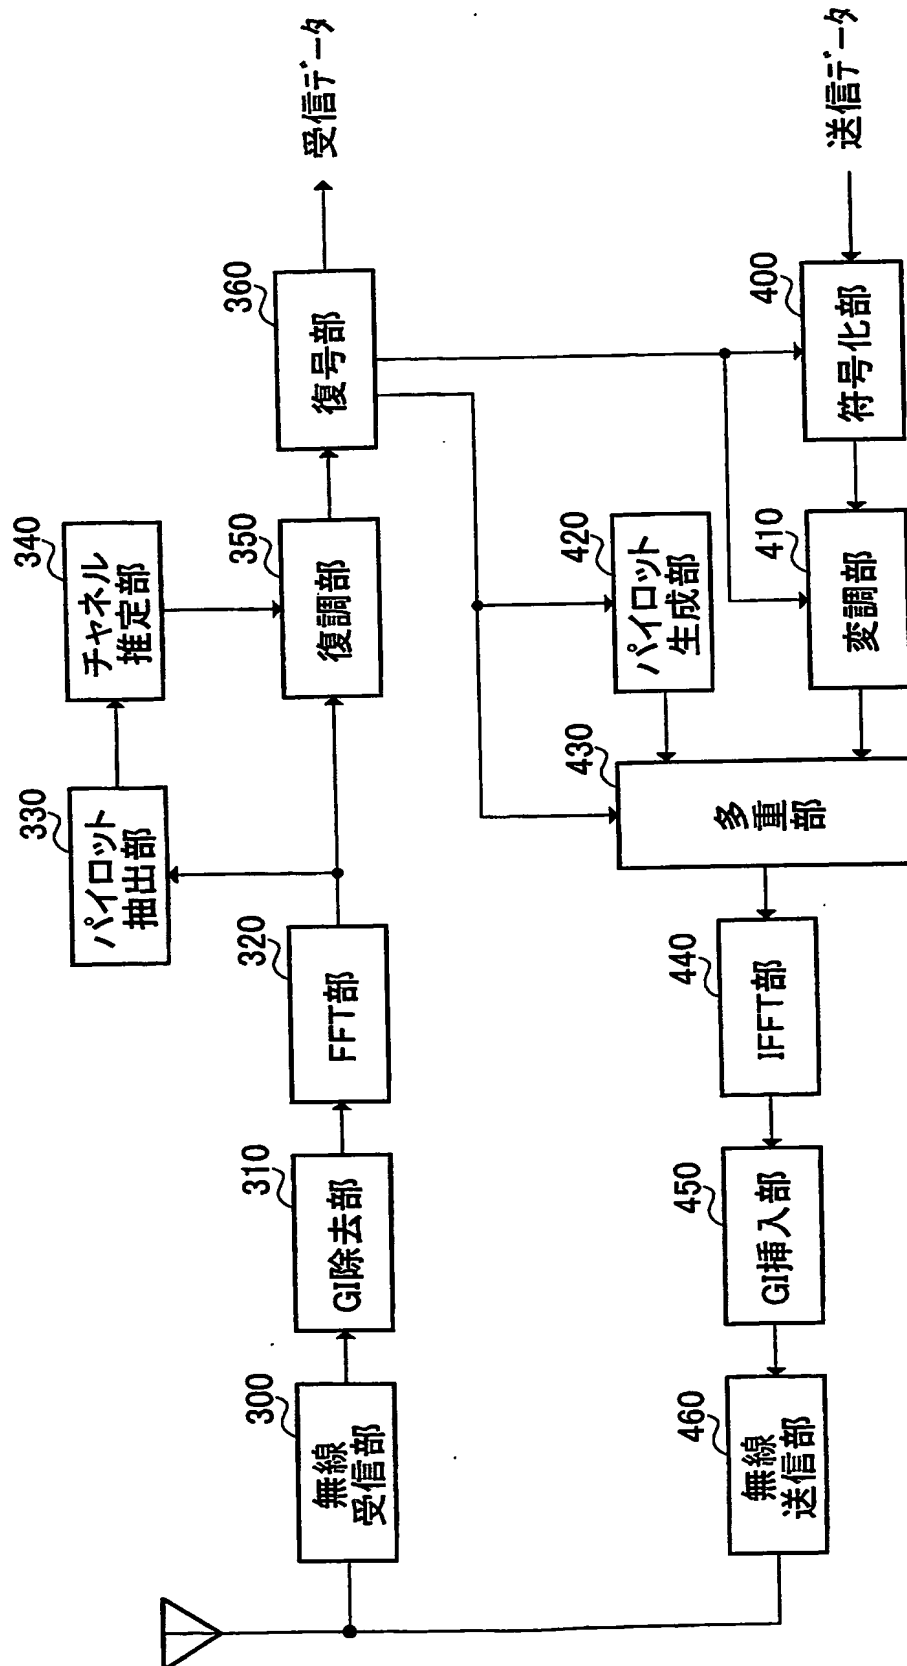 340
チャネル
推定部
330
パイロット
抽出部
300
無線
受信部
310
GI除去部
320
FFT部
350
復調部
360
復号部
受信データ
420
パイロット
生成部
430
多重部
460
無線
送信部
450
GI挿入部
440
IFFT部
410
変調部
400
符号化部
送信データ